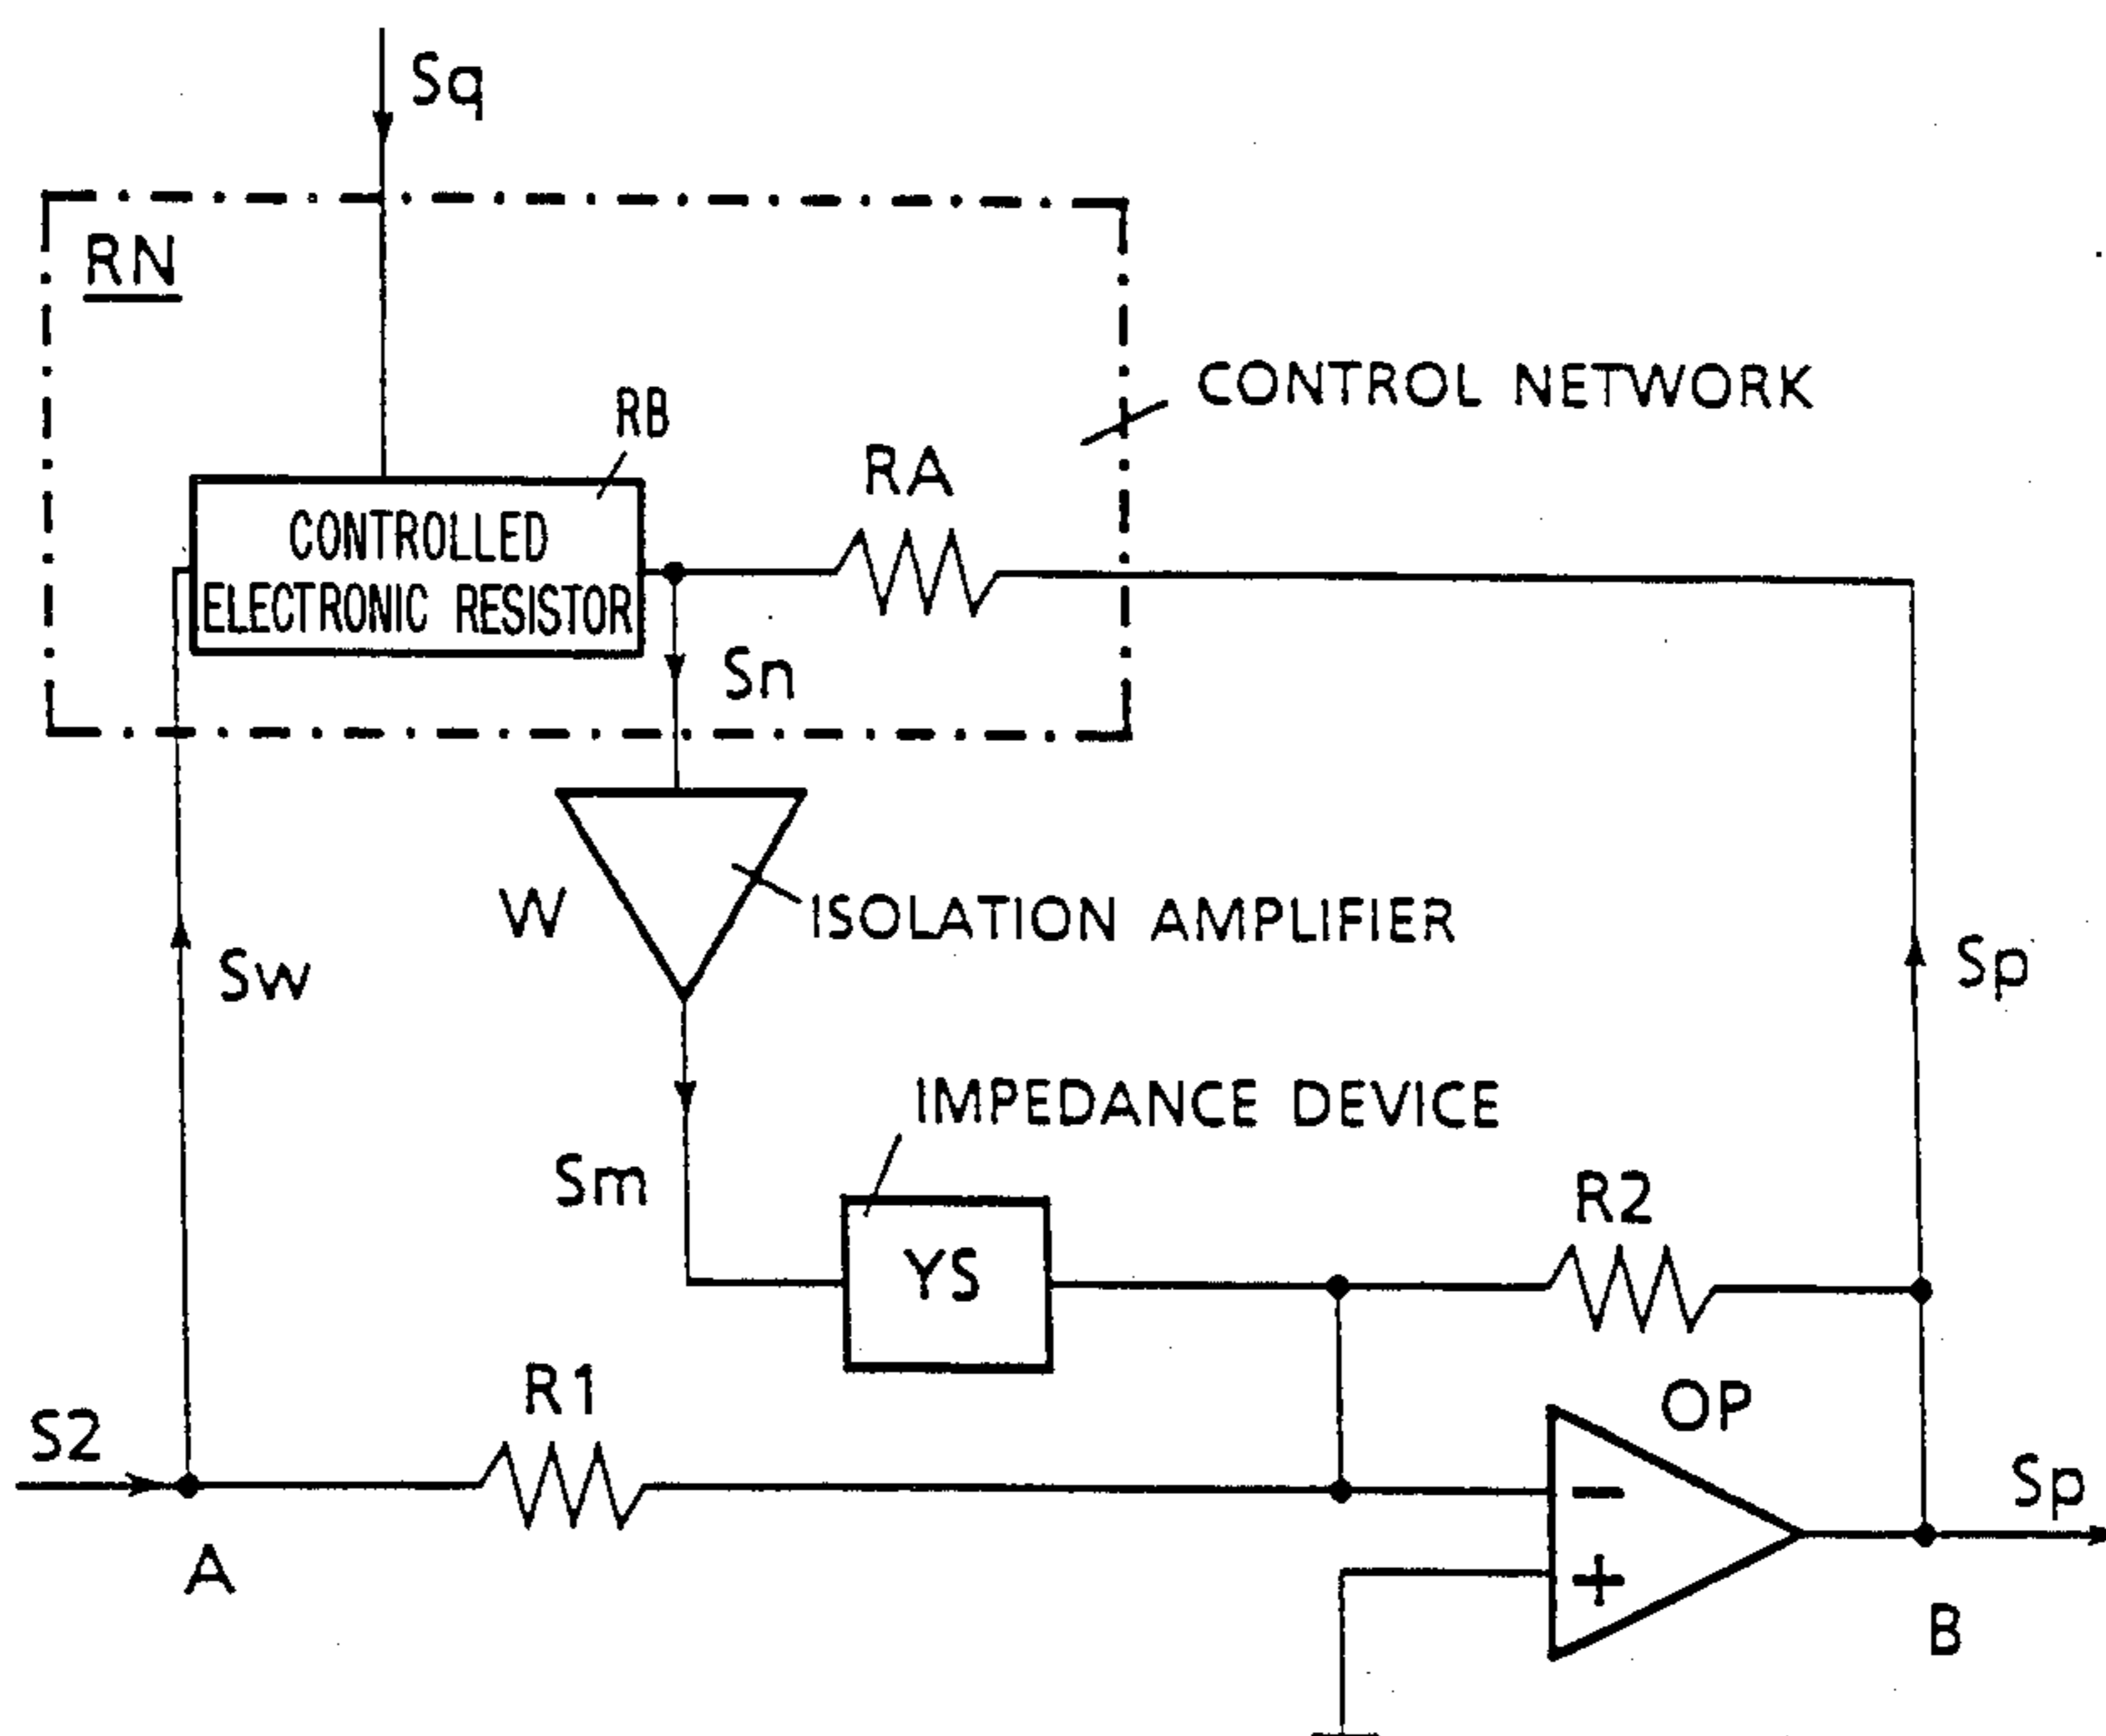 Sq
RN
RB
CONTROL NETWORK
RA
CONTROLLED
ELECTRONIC RESISTOR
Sn
W
ISOLATION AMPLIFIER
Sw
Sp
IMPEDANCE DEVICE
Sm
R2
YS
R1
OP
S2
Sp
−
+
A
B